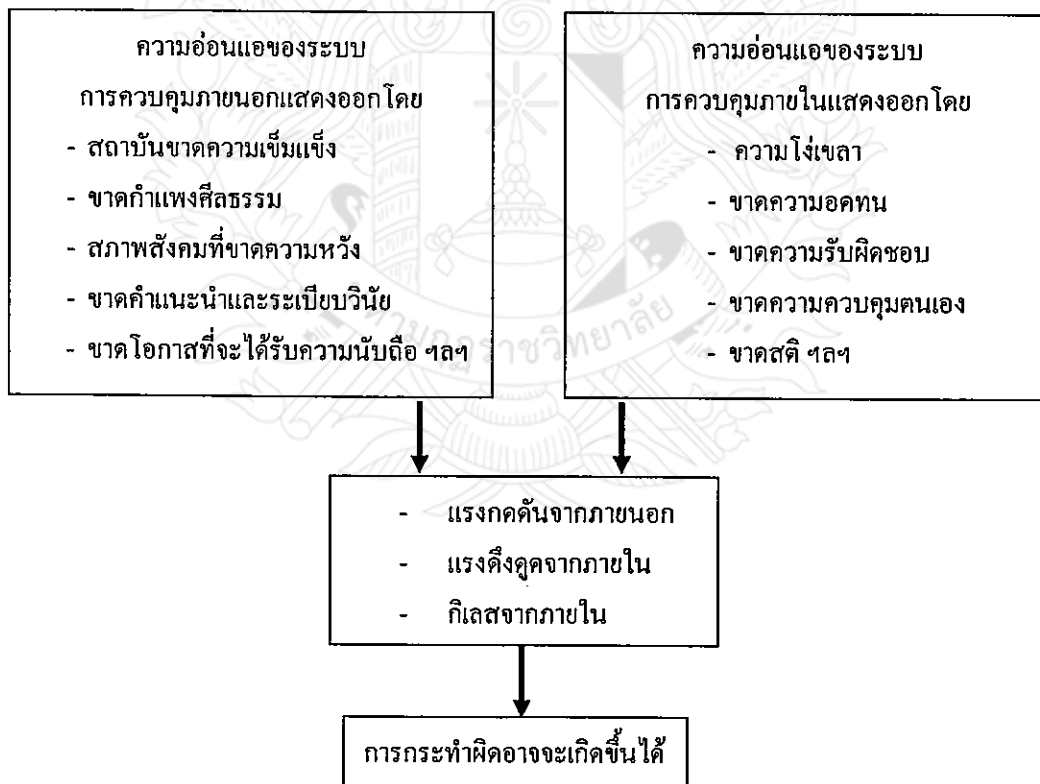 ความอ่อนแอของระบบ
การควบคุมภายนอกแสดงออกโดย
- สถาบันขาดความเข้มแข็ง
- ขาดกำแพงศีลธรรม
- สภาพสังคมที่ขาดความหวัง
- ขาดคำแนะนำและระเบียบวินัย
- ขาดโอกาสที่จะได้รับความนับถือ ฯลฯ
ความอ่อนแอของระบบ
การควบคุมภายในแสดงออกโดย
- ความโง่เขลา
- ขาดความอดทน
- ขาดความรับผิดชอบ
- ขาดความควบคุมตนเอง
- ขาดสติ ฯลฯ
- แรงกดดันจากภายนอก
- แรงดึงดูดจากภายใน
- กิเลสจากภายใน
การกระทำผิดอาจจะเกิดขึ้นได้